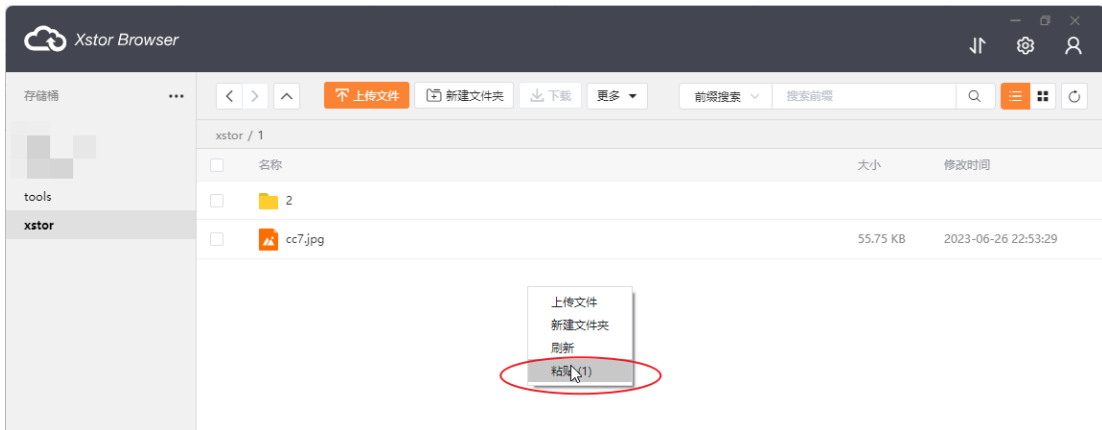 Xstor Browser
存储桶
上传文件 新建文件夹 下载 更多 前缀搜索 搜索前缀
xstor / 1
名称 大小 修改时间
tools
2
xstor
cc7.jpg 55.75 KB 2023-06-26 22:53:29
上传文件
新建文件夹
刷新
粘贴(1)